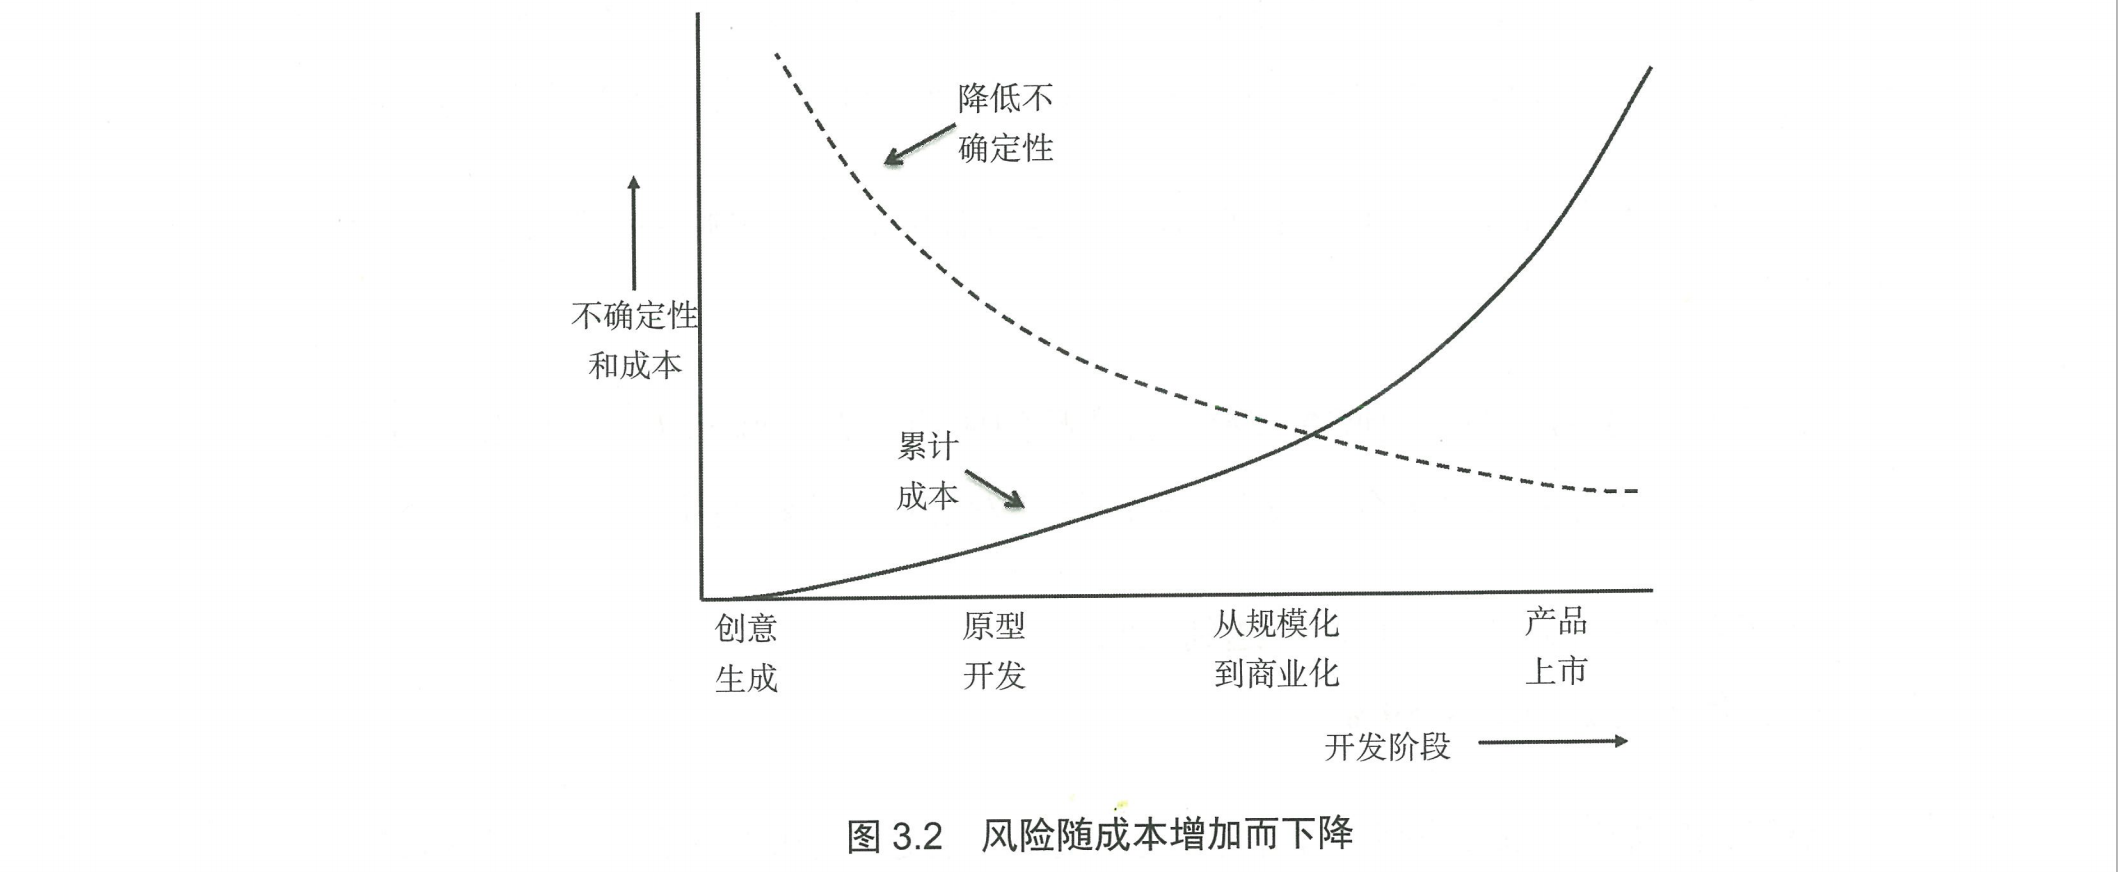 降低不
确定性
不确定性
和成本
累计
成本
创意
生成
原型
开发
从规模化
到商业化
产品
上市
开发阶段
图 3.2 风险随成本增加而下降